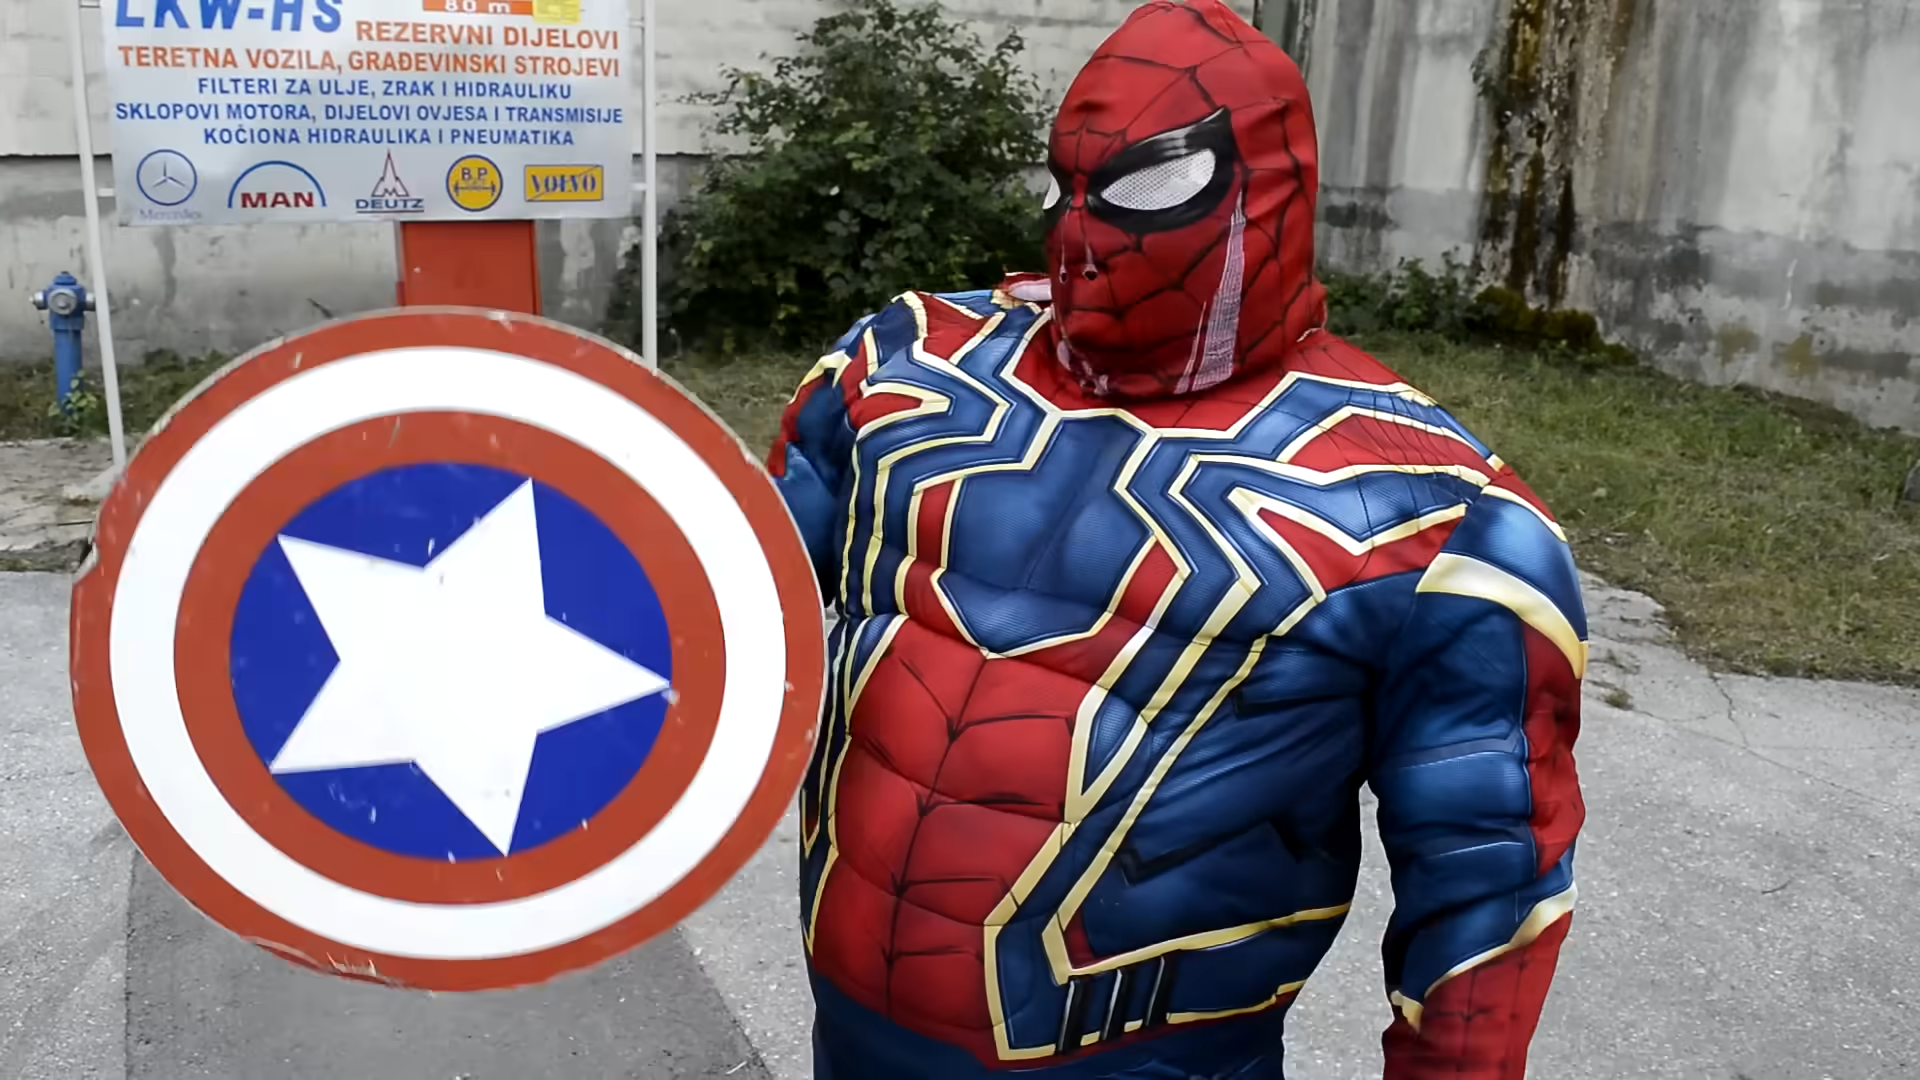 LKW-HS
80 m
REZERVNI DIJELOVI
TERETNA VOZILA, GRAĐEVINSKI STROJEVI
FILTERI ZA ULJE, ZRAK I HIDRAULIKU
SKLOPOVI MOTORA, DIJELOVI OVJESA I TRANSMISIJE
KOČIONA HIDRAULIKA I PNEUMATIKA
Mercedes
MAN
DEUTZ
B.P.
VOLVO